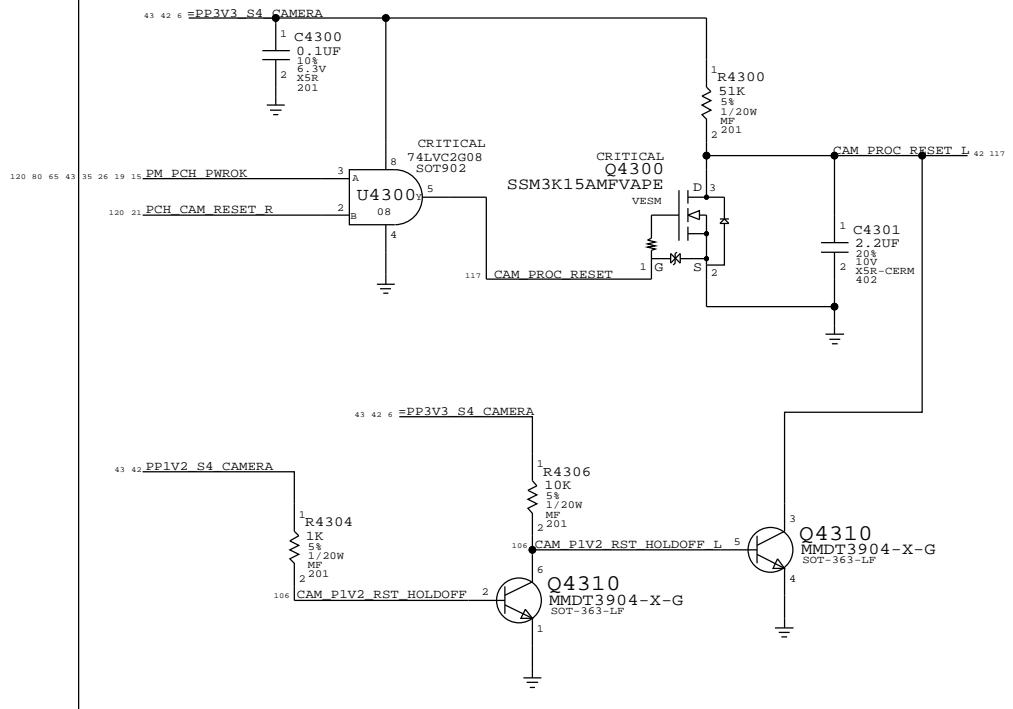 43 42 6 =PP3V3_S4_CAMERA
1 C4300
0.1UF
10%
6.3V
2 X5R
201
1
R4300
51K
5%
1/20W
MF
2 201
CRITICAL
74LVC2G08
SOT902
8
120 80 65 43 35 26 19 15 PM_PCH_PWROK 3 A
U4300 Y 5
08
120 21 PCH_CAM_RESET_R 2 B
4
CRITICAL
Q4300
SSM3K15AMFVAPE
VESM
D 3
CAM_PROC_RESET_L 42 117
117 CAM_PROC_RESET 1 G S 2
1 C4301
2.2UF
20%
10V
2 X5R-CERM
402
43 42 6 =PP3V3_S4_CAMERA
43 42 PP1V2_S4_CAMERA
1
R4306
10K
5%
1/20W
MF
2 201
1
R4304
1K
5%
1/20W
MF
2 201
106 CAM_P1V2_RST_HOLDOFF_L 5
3
Q4310
MMDT3904-X-G
SOT-363-LF
4
106 CAM_P1V2_RST_HOLDOFF 2
6
Q4310
MMDT3904-X-G
SOT-363-LF
1